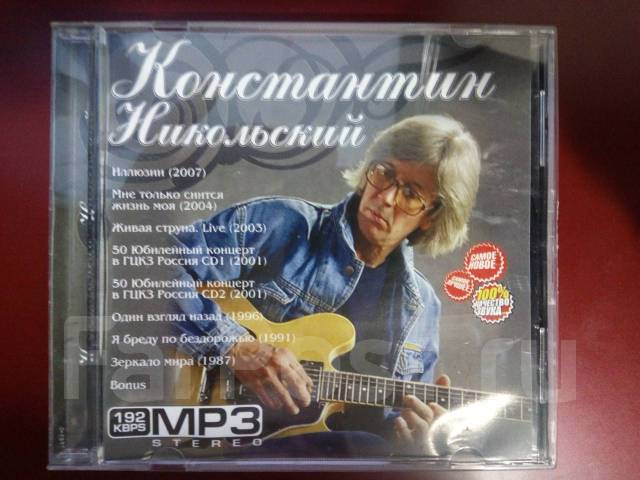 Константин
Никольский
Иллюзии (2007)
Мне только снится
жизнь моя (2004)
Живая струна. Live (2003)
50 Юбилейный концерт
в ГЦКЗ Россия CD1 (2001)
50 Юбилейный концерт
в ГЦКЗ Россия CD2 (2001)
Один взгляд назад (1996)
Я бреду по бездорожью (1991)
Зеркало мира (1987)
Bonus
САМОЕ
НОВОЕ
САМОЕ
ЛУЧШЕЕ
100%
КАЧЕСТВО
ЗВУКА
192
KBPS
MP3
STEREO